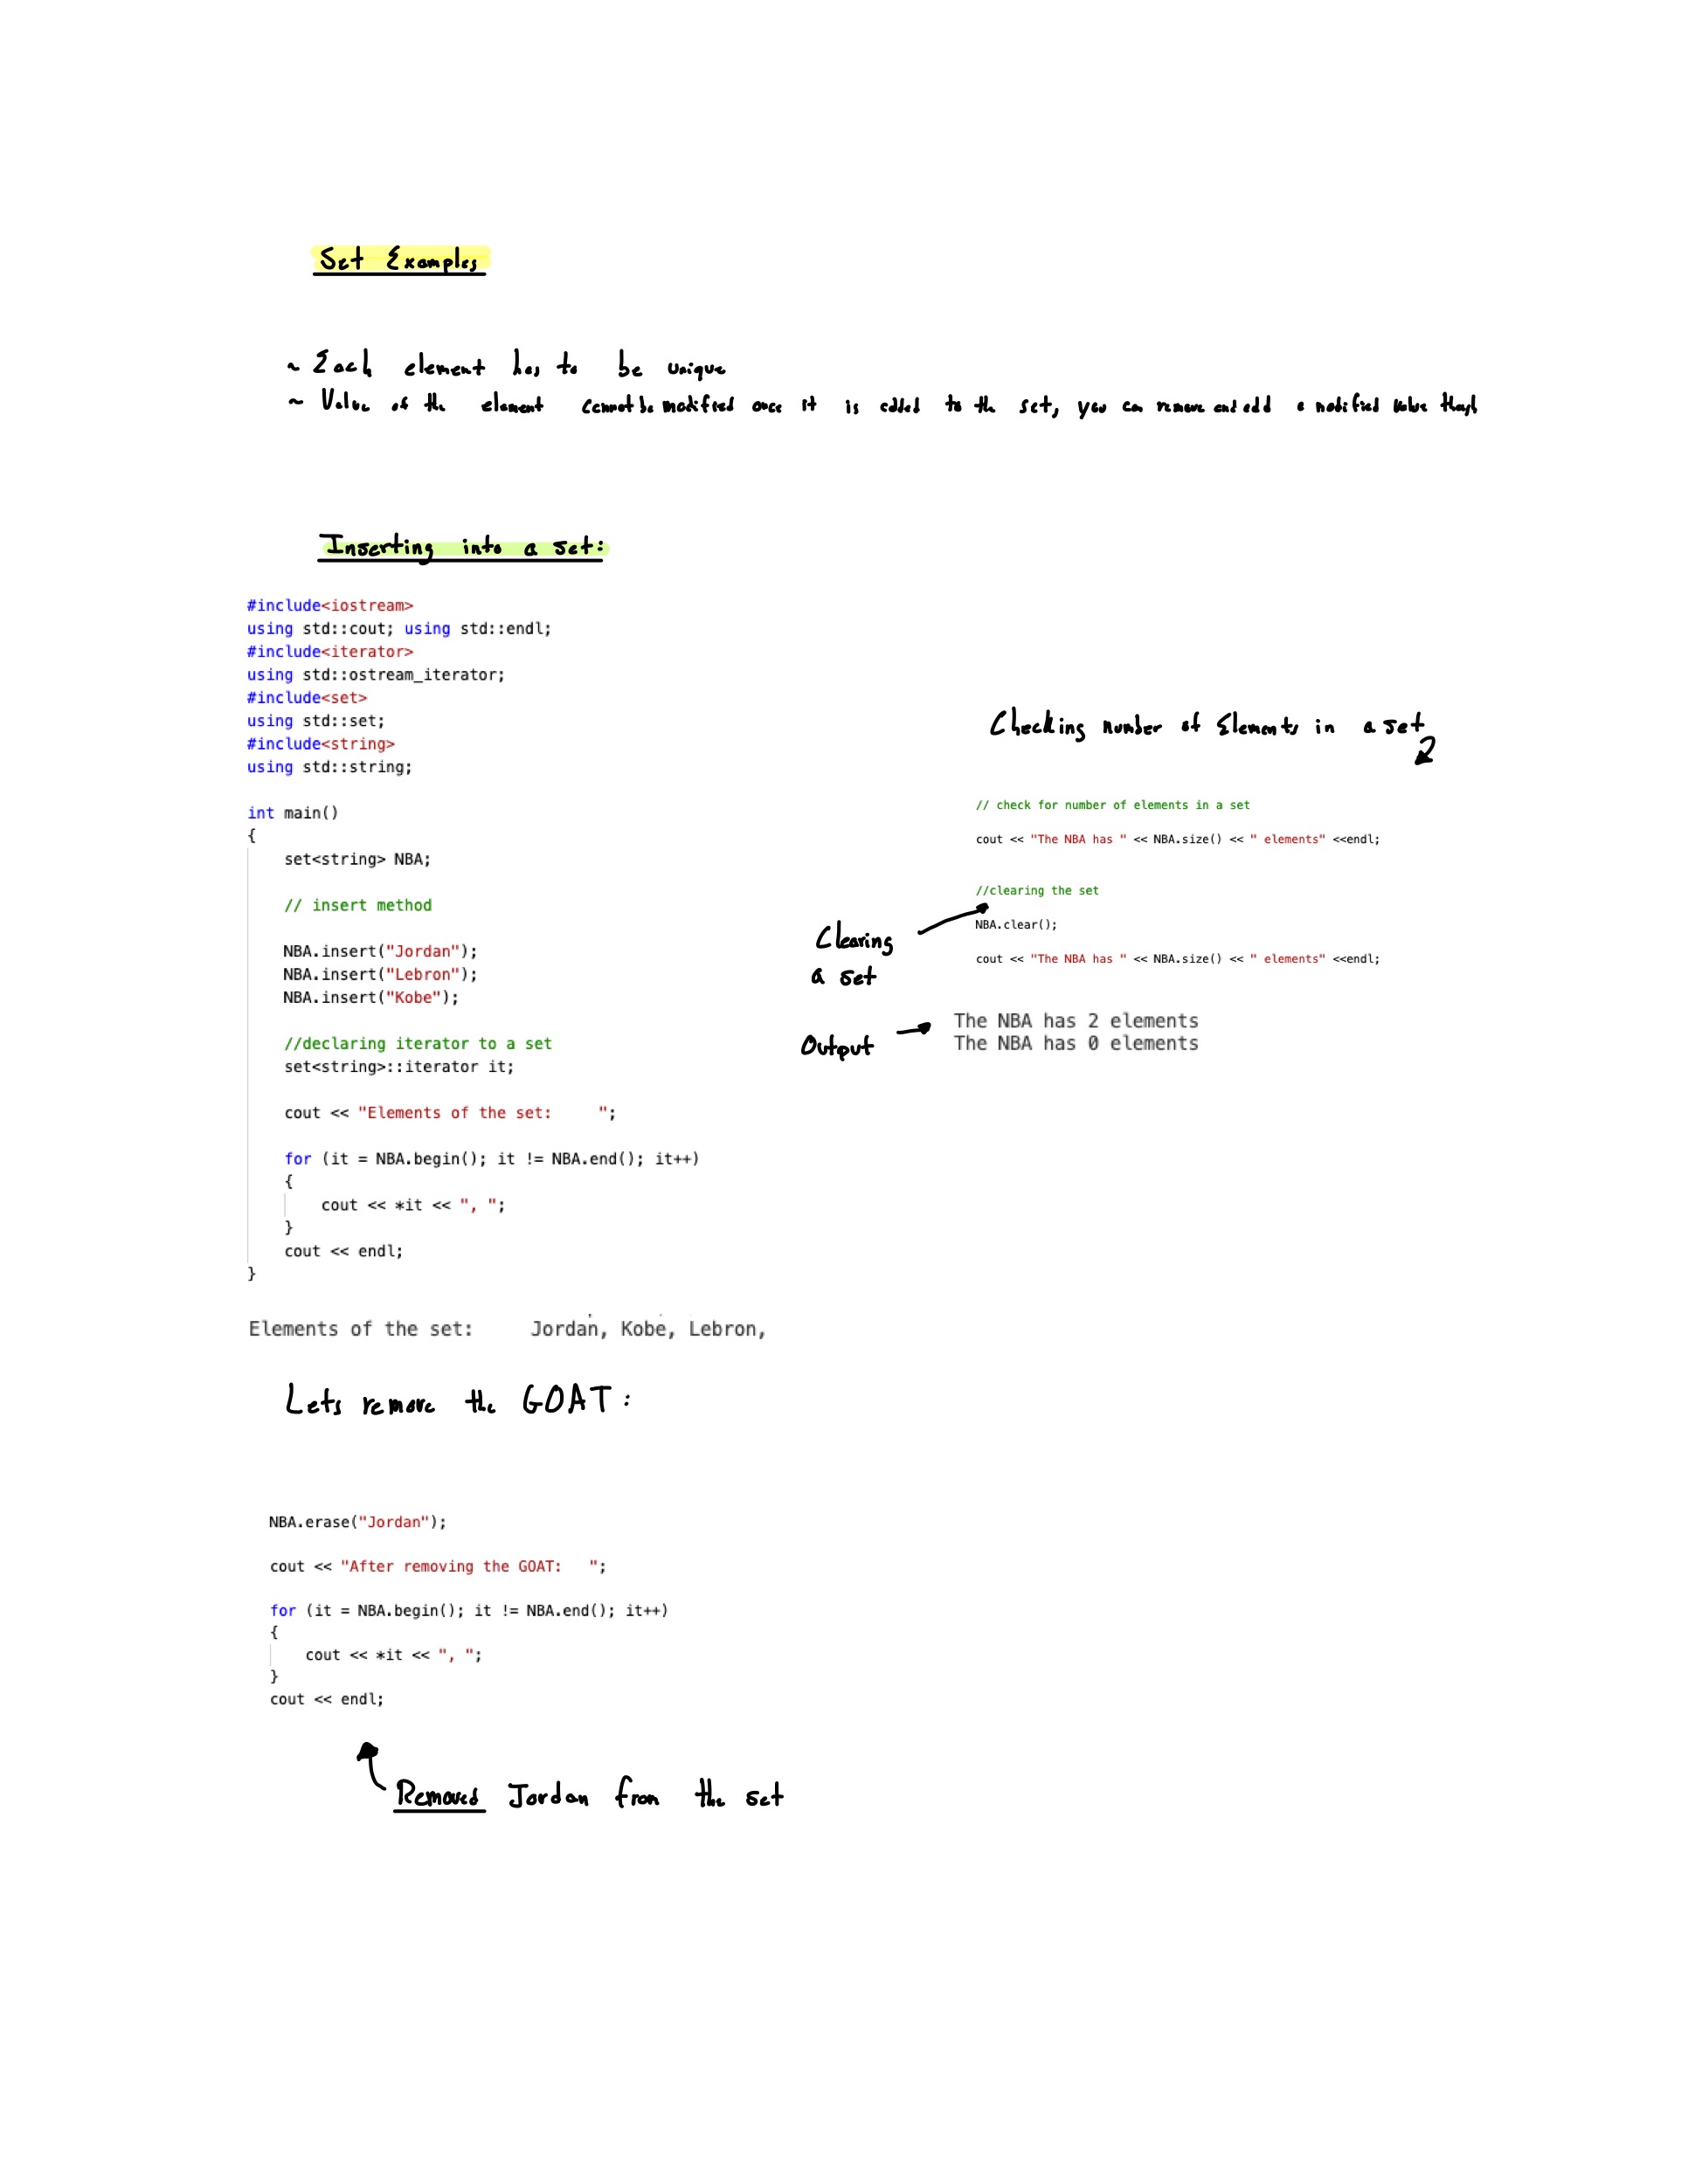 Set Examples
~ Each element has to be unique
~ Value of the element cannot be modified once it is added to the set, you can remove and add a modified value though
Inserting into a set:
#include<iostream>
using std::cout; using std::endl;
#include<iterator>
using std::ostream_iterator;
#include<set>
using std::set;
#include<string>
using std::string;
int main()
{
set<string> NBA;
// insert method
NBA.insert("Jordan");
NBA.insert("Lebron");
NBA.insert("Kobe");
//declaring iterator to a set
set<string>::iterator it;
cout << "Elements of the set:     ";
for (it = NBA.begin(); it != NBA.end(); it++)
{
cout << *it << ", ";
}
cout << endl;
}
Elements of the set:     Jordan, Kobe, Lebron,
Lets remove the GOAT:
NBA.erase("Jordan");
cout << "After removing the GOAT:   ";
for (it = NBA.begin(); it != NBA.end(); it++)
{
cout << *it << ", ";
}
cout << endl;
Removed Jordan from the set
Checking number of Elements in a set
// check for number of elements in a set
cout << "The NBA has " << NBA.size() << " elements" <<endl;
//clearing the set
Clearing
a set
NBA.clear();
cout << "The NBA has " << NBA.size() << " elements" <<endl;
Output
The NBA has 2 elements
The NBA has 0 elements